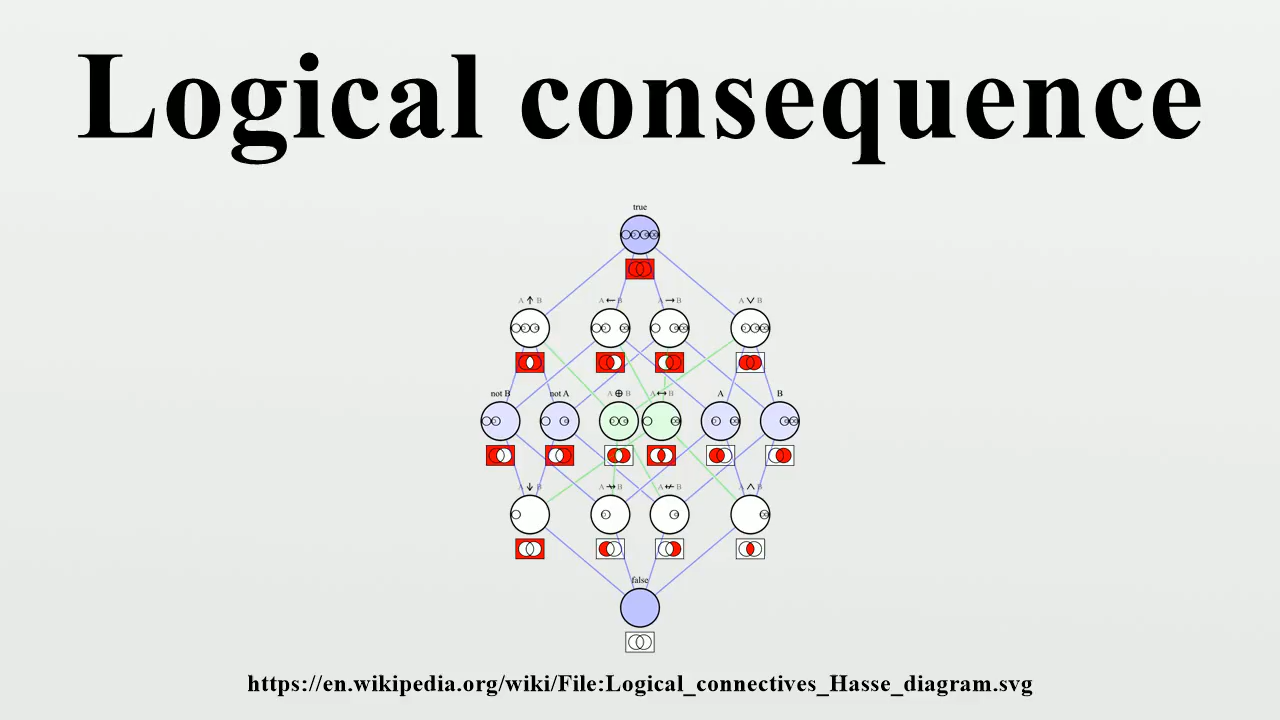 Logical consequence
true
A ↑ B
A ← B
A → B
A ∨ B
not B
not A
A ⊕ B
A ↔ B
A
B
A ↓ B
A ↛ B
A ↚ B
A ∧ B
false
https://en.wikipedia.org/wiki/File:Logical_connectives_Hasse_diagram.svg